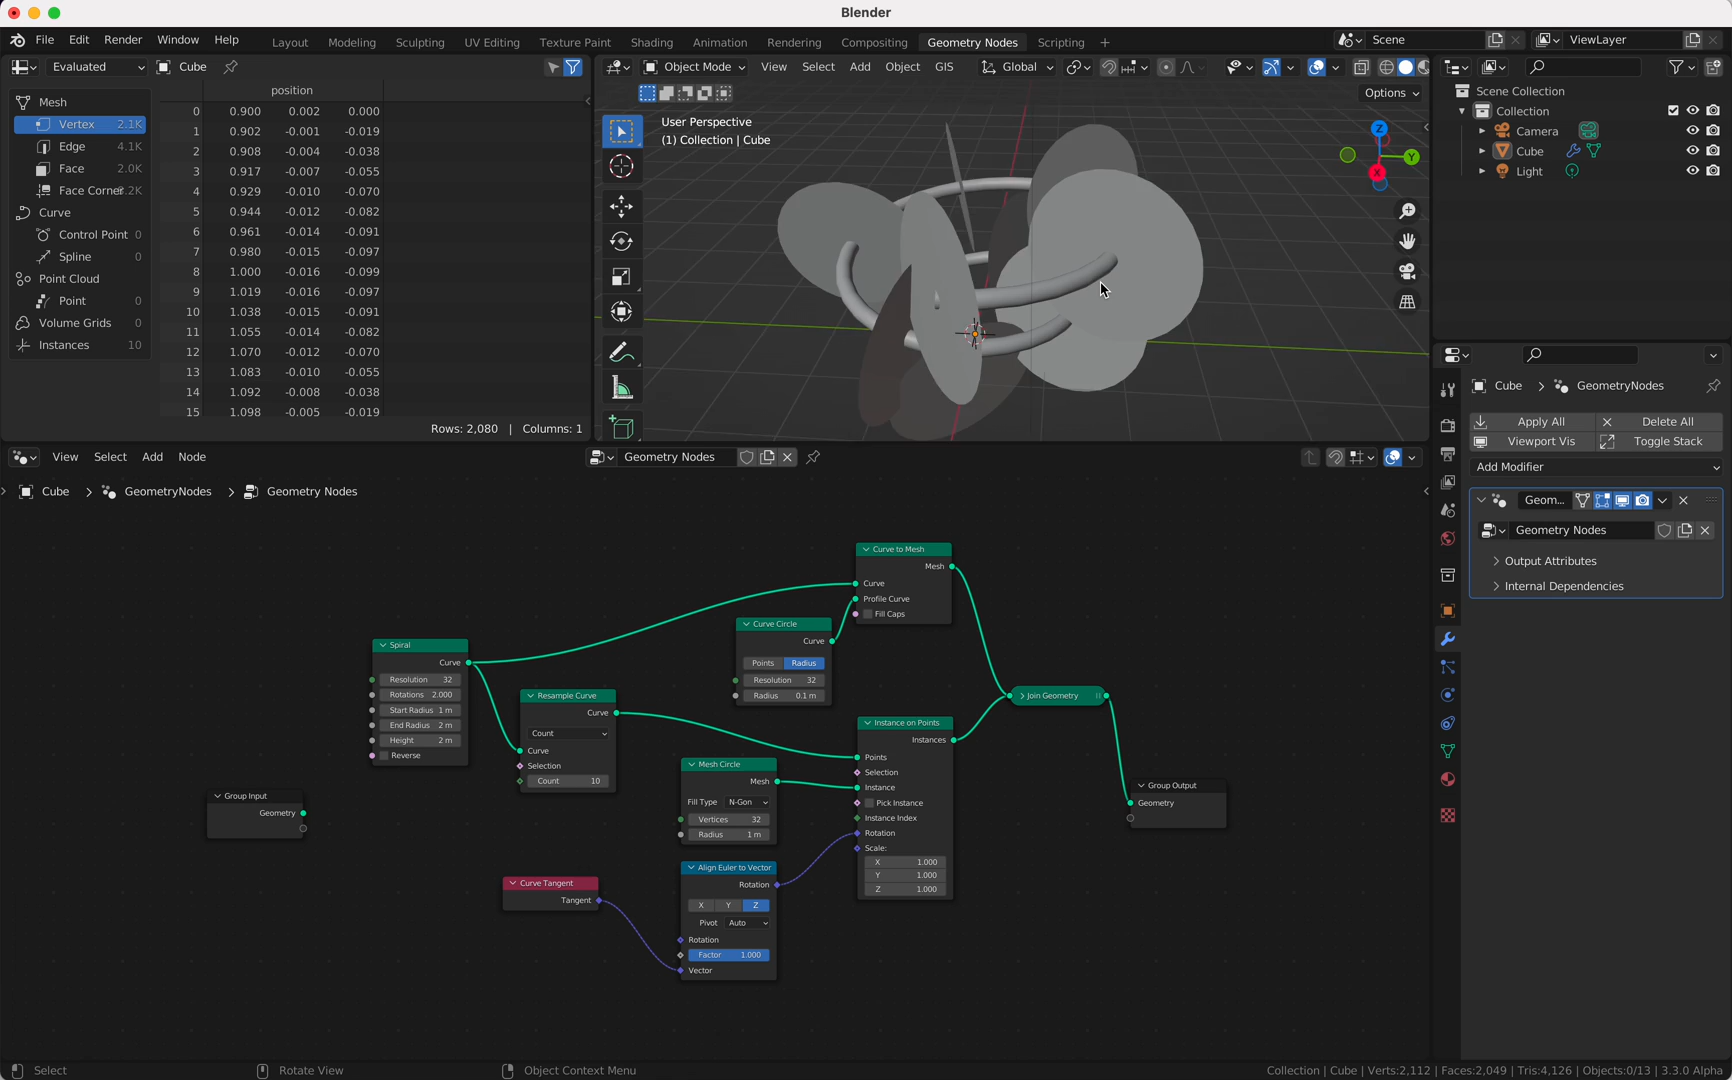 Blender
File Edit Render Window Help Layout Modeling Sculpting UV Editing Texture Paint Shading Animation Rendering Compositing Geometry Nodes Scripting + Scene ViewLayer
Evaluated Cube
position
0 0.900 0.002 0.000
1 0.902 -0.001 -0.019
2 0.908 -0.004 -0.038
3 0.917 -0.007 -0.055
4 0.929 -0.010 -0.070
5 0.944 -0.012 -0.082
6 0.961 -0.014 -0.091
7 0.980 -0.015 -0.097
8 1.000 -0.016 -0.099
9 1.019 -0.016 -0.097
10 1.038 -0.015 -0.091
11 1.055 -0.014 -0.082
12 1.070 -0.012 -0.070
13 1.083 -0.010 -0.055
14 1.092 -0.008 -0.038
15 1.098 -0.005 -0.019
Rows: 2,080 | Columns: 1
Mesh
Vertex 2.1K
Edge 4.1K
Face 2.0K
Face Corner
Curve
Control Point 0
Spline 0
Point Cloud
Point 0
Volume Grids 0
Instances 10
Object Mode View Select Add Object GIS Global
Options
User Perspective
(1) Collection | Cube
Z
Y
X
Scene Collection
Collection
Camera
Cube
Light
Cube > GeometryNodes
Apply All Delete All
Viewport Vis Toggle Stack
Add Modifier
Geom...
Geometry Nodes
Output Attributes
Internal Dependencies
View Select Add Node Geometry Nodes
Cube > GeometryNodes > Geometry Nodes
Group Input
Geometry
Spiral
Curve
Resolution 32
Rotations 2.000
Start Radius 1 m
End Radius 2 m
Height 2 m
Reverse
Resample Curve
Curve
Count
Curve
Selection
Count 10
Curve Tangent
Tangent
Curve Circle
Curve
Points Radius
Resolution 32
Radius 0.1 m
Mesh Circle
Mesh
Fill Type N-Gon
Vertices 32
Radius 1 m
Align Euler to Vector
Rotation
X Y Z
Pivot Auto
Rotation
Factor 1.000
Vector
Curve to Mesh
Mesh
Curve
Profile Curve
Fill Caps
Instance on Points
Instances
Points
Selection
Instance
Pick Instance
Instance Index
Rotation
Scale:
X 1.000
Y 1.000
Z 1.000
Join Geometry
Group Output
Geometry
Select Rotate View Object Context Menu Collection | Cube | Verts:2,112 | Faces:2,049 | Tris:4,126 | Objects:0/13 | 3.3.0 Alpha